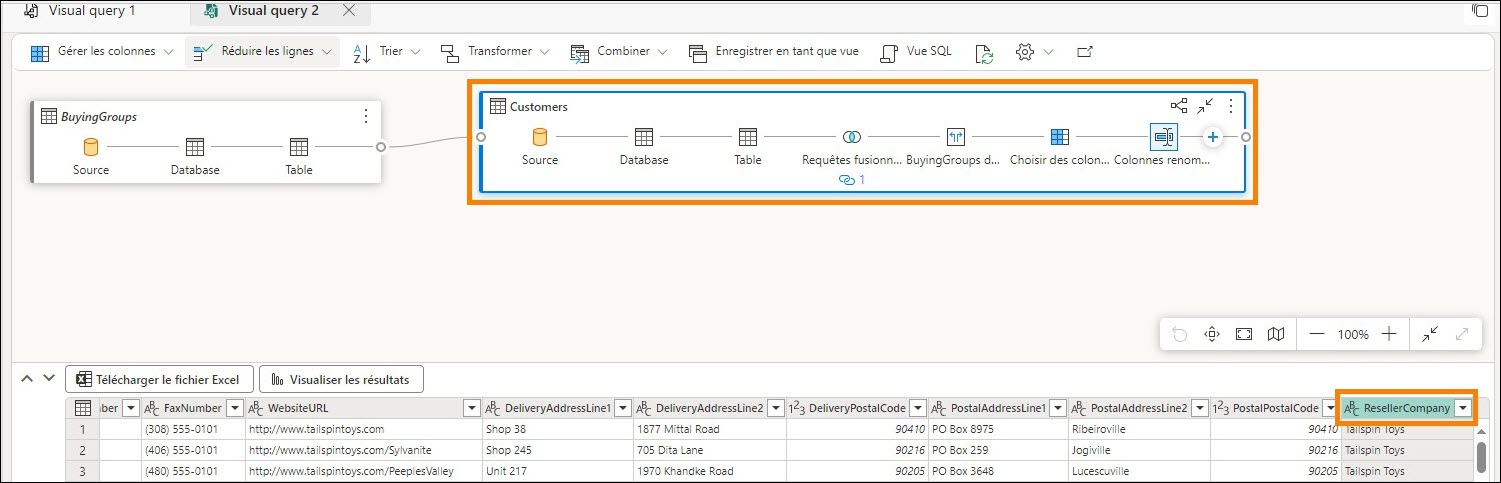 Visual query 1
Visual query 2
Gérer les colonnes
Réduire les lignes
Trier
Transformer
Combiner
Enregistrer en tant que vue
Vue SQL
BuyingGroups
Source
Database
Table
Customers
Source
Database
Table
Requêtes fusionn...
BuyingGroups d...
Choisir des colon...
Colonnes renom...
1
100%
Télécharger le fichier Excel
Visualiser les résultats
ber FaxNumber WebsiteURL DeliveryAddressLine1 DeliveryAddressLine2 DeliveryPostalCode PostalAddressLine1 PostalAddressLine2 PostalPostalCode ResellerCompany
1 (308) 555-0101 http://www.tailspintoys.com Shop 38 1877 Mittal Road 90410 PO Box 8975 Ribeiroville 90410 Tailspin Toys
2 (406) 555-0101 http://www.tailspintoys.com/Sylvanite Shop 245 705 Dita Lane 90216 PO Box 259 Jogiville 90216 Tailspin Toys
3 (480) 555-0101 http://www.tailspintoys.com/PeeplesValley Unit 217 1970 Khandke Road 90205 PO Box 3648 Lucescuville 90205 Tailspin Toys